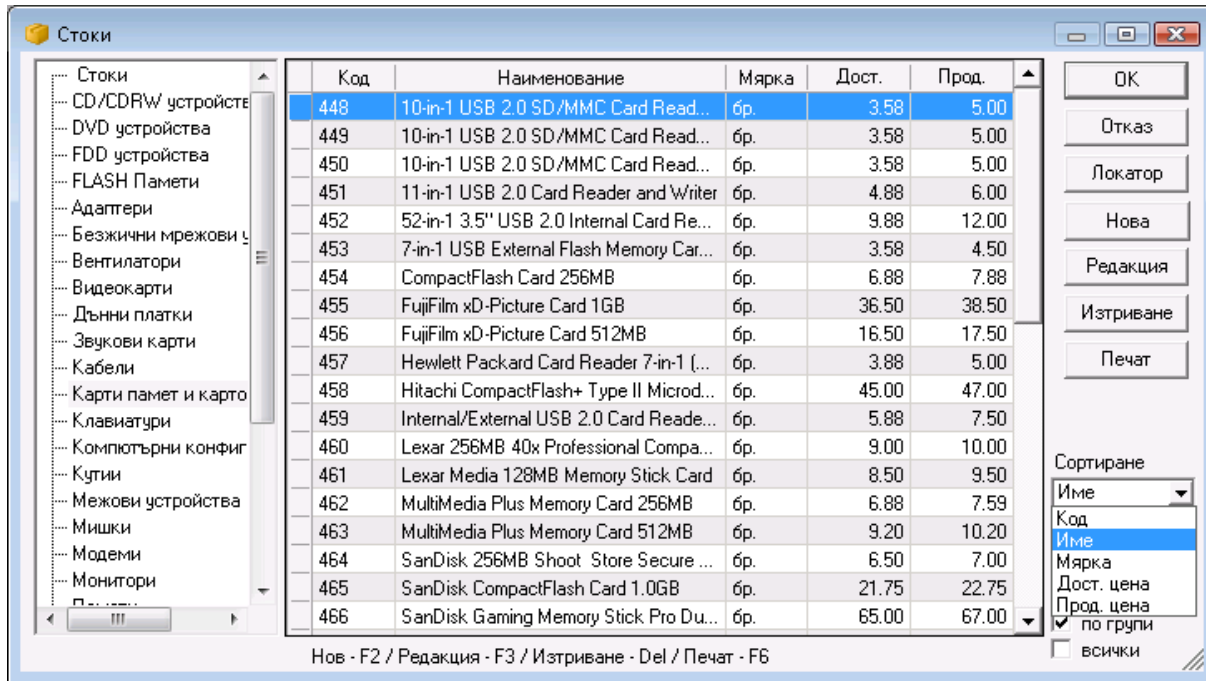 Стоки
Стоки
CD/CDRW устройств
DVD устройства
FDD устройства
FLASH Памети
Адаптери
Безжични мрежови у
Вентилатори
Видеокарти
Дънни платки
Звукови карти
Кабели
Карти памет и карто
Клавиатури
Компютърни конфиг
Кутии
Межови устройства
Мишки
Модеми
Монитори
Код Наименование Мярка Дост. Прод.
448 10-in-1 USB 2.0 SD/MMC Card Read... бр. 3.58 5.00
449 10-in-1 USB 2.0 SD/MMC Card Read... бр. 3.58 5.00
450 10-in-1 USB 2.0 SD/MMC Card Read... бр. 3.58 5.00
451 11-in-1 USB 2.0 Card Reader and Writer бр. 4.88 6.00
452 52-in-1 3.5'' USB 2.0 Internal Card Re... бр. 9.88 12.00
453 7-in-1 USB External Flash Memory Car... бр. 3.58 4.50
454 CompactFlash Card 256MB бр. 6.88 7.88
455 FujiFilm xD-Picture Card 1GB бр. 36.50 38.50
456 FujiFilm xD-Picture Card 512MB бр. 16.50 17.50
457 Hewlett Packard Card Reader 7-in-1 (... бр. 3.88 5.00
458 Hitachi CompactFlash+ Type II Microd... бр. 45.00 47.00
459 Internal/External USB 2.0 Card Reade... бр. 5.88 7.50
460 Lexar 256MB 40x Professional Compa... бр. 9.00 10.00
461 Lexar Media 128MB Memory Stick Card бр. 8.50 9.50
462 MultiMedia Plus Memory Card 256MB бр. 6.88 7.59
463 MultiMedia Plus Memory Card 512MB бр. 9.20 10.20
464 SanDisk 256MB Shoot Store Secure ... бр. 6.50 7.00
465 SanDisk CompactFlash Card 1.0GB бр. 21.75 22.75
466 SanDisk Gaming Memory Stick Pro Du... бр. 65.00 67.00
OK
Отказ
Локатор
Нова
Редакция
Изтриване
Печат
Сортиране
Име
Код
Име
Мярка
Дост. цена
Прод. цена
по групи
всички
Нов - F2 / Редакция - F3 / Изтриване - Del / Печат - F6